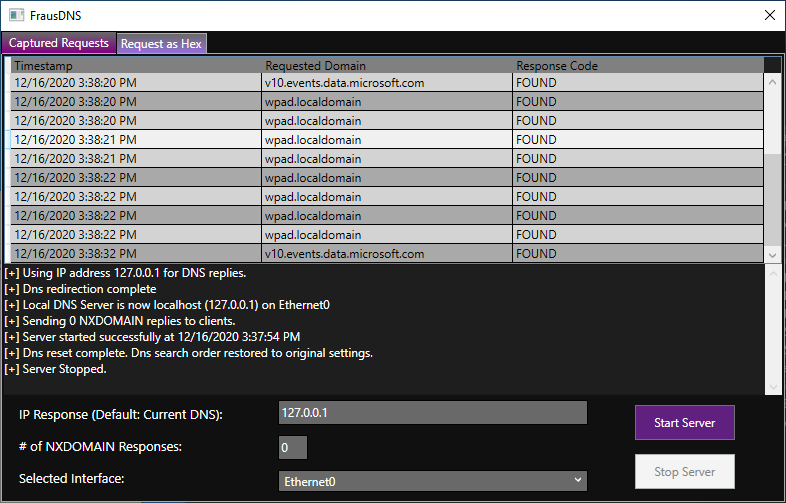 FrausDNS
Captured Requests Request as Hex
Timestamp Requested Domain Response Code
12/16/2020 3:38:20 PM v10.events.data.microsoft.com FOUND
12/16/2020 3:38:20 PM wpad.localdomain FOUND
12/16/2020 3:38:20 PM wpad.localdomain FOUND
12/16/2020 3:38:21 PM wpad.localdomain FOUND
12/16/2020 3:38:21 PM wpad.localdomain FOUND
12/16/2020 3:38:22 PM wpad.localdomain FOUND
12/16/2020 3:38:22 PM wpad.localdomain FOUND
12/16/2020 3:38:22 PM wpad.localdomain FOUND
12/16/2020 3:38:22 PM wpad.localdomain FOUND
12/16/2020 3:38:32 PM v10.events.data.microsoft.com FOUND
[+] Using IP address 127.0.0.1 for DNS replies.
[+] Dns redirection complete
[+] Local DNS Server is now localhost (127.0.0.1) on Ethernet0
[+] Sending 0 NXDOMAIN replies to clients.
[+] Server started successfully at 12/16/2020 3:37:54 PM
[+] Dns reset complete. Dns search order restored to original settings.
[+] Server Stopped.
IP Response (Default: Current DNS): 127.0.0.1 Start Server
# of NXDOMAIN Responses: 0
Selected Interface: Ethernet0 Stop Server